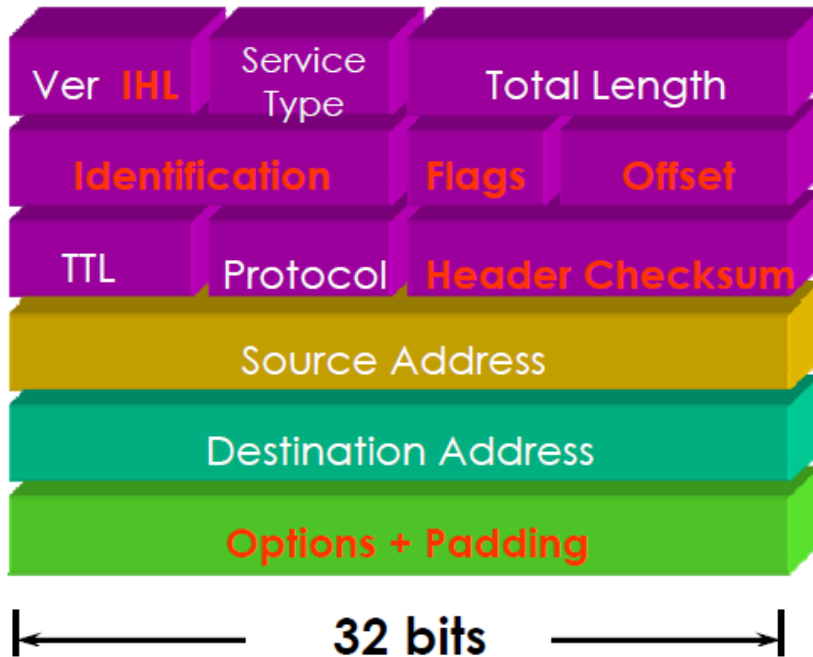 Ver IHL
Service
Type
Total Length
Identification
Flags
Offset
TTL
Protocol
Header Checksum
Source Address
Destination Address
Options + Padding
32 bits